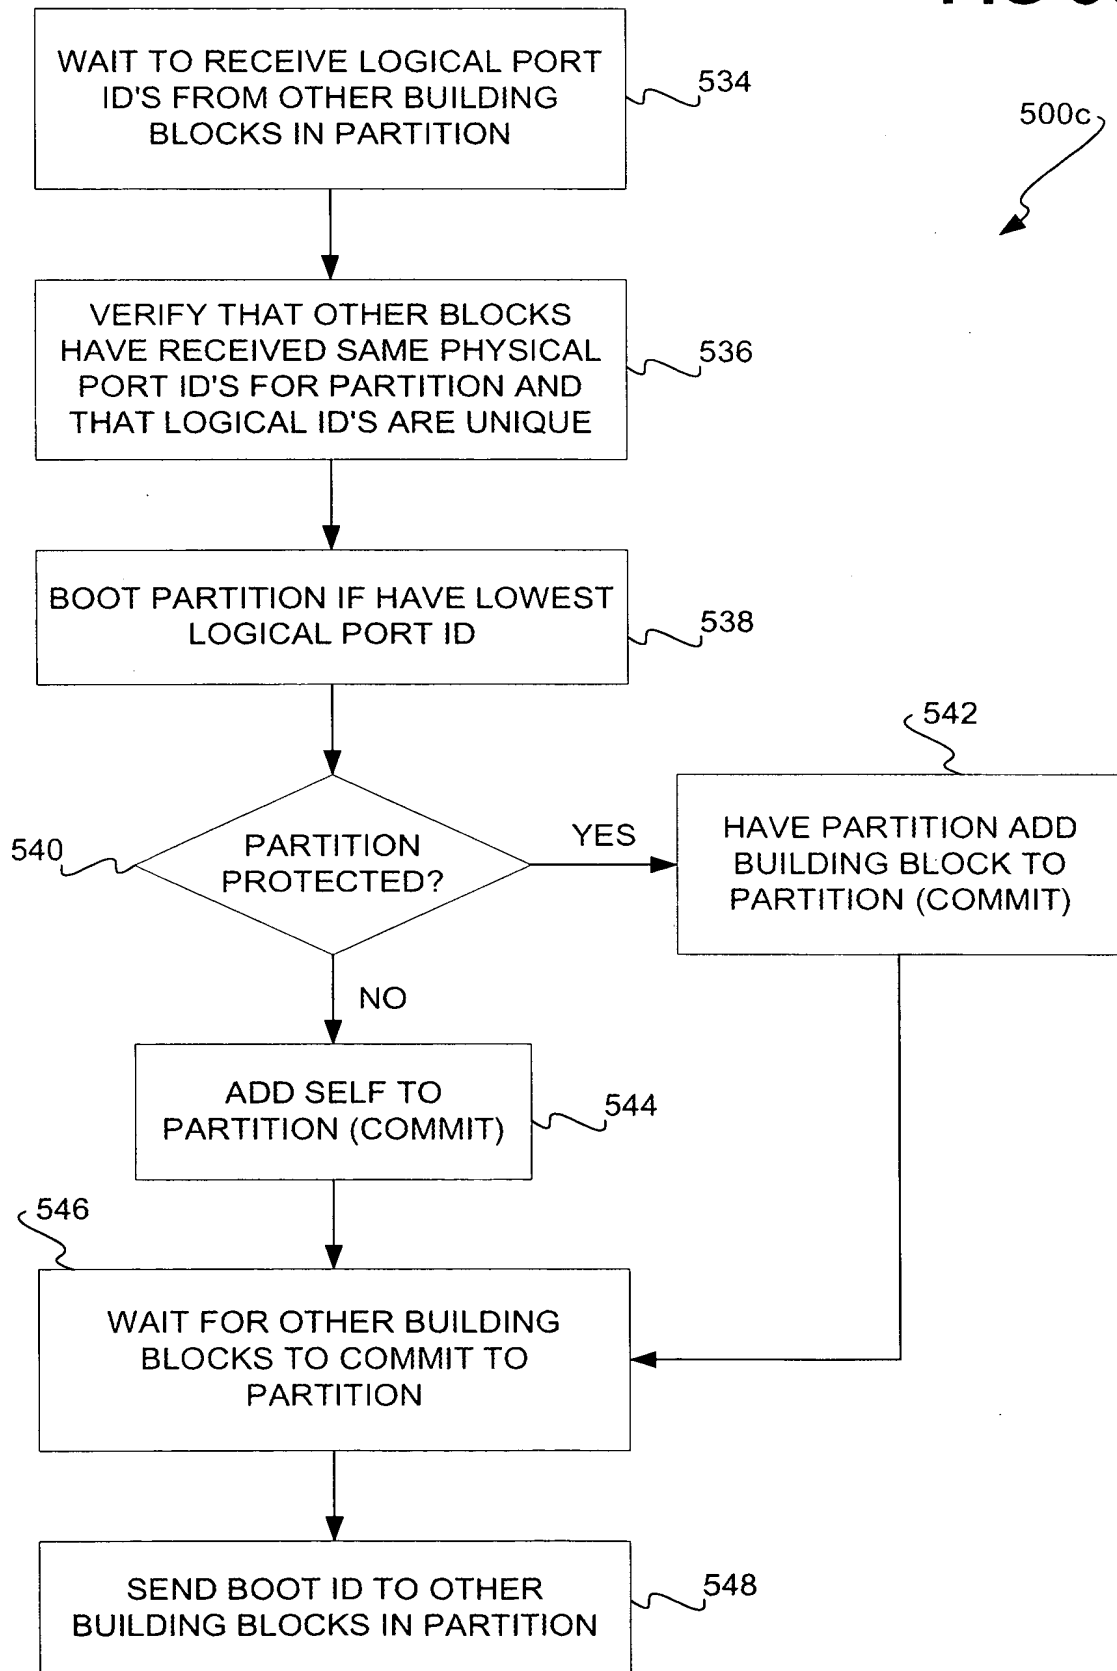 WAIT TO RECEIVE LOGICAL PORT
ID'S FROM OTHER BUILDING
BLOCKS IN PARTITION
534
500c
VERIFY THAT OTHER BLOCKS
HAVE RECEIVED SAME PHYSICAL
PORT ID'S FOR PARTITION AND
THAT LOGICAL ID'S ARE UNIQUE
536
BOOT PARTITION IF HAVE LOWEST
LOGICAL PORT ID
538
542
540
PARTITION
PROTECTED?
YES
HAVE PARTITION ADD
BUILDING BLOCK TO
PARTITION (COMMIT)
NO
ADD SELF TO
PARTITION (COMMIT)
544
546
WAIT FOR OTHER BUILDING
BLOCKS TO COMMIT TO
PARTITION
SEND BOOT ID TO OTHER
BUILDING BLOCKS IN PARTITION
548